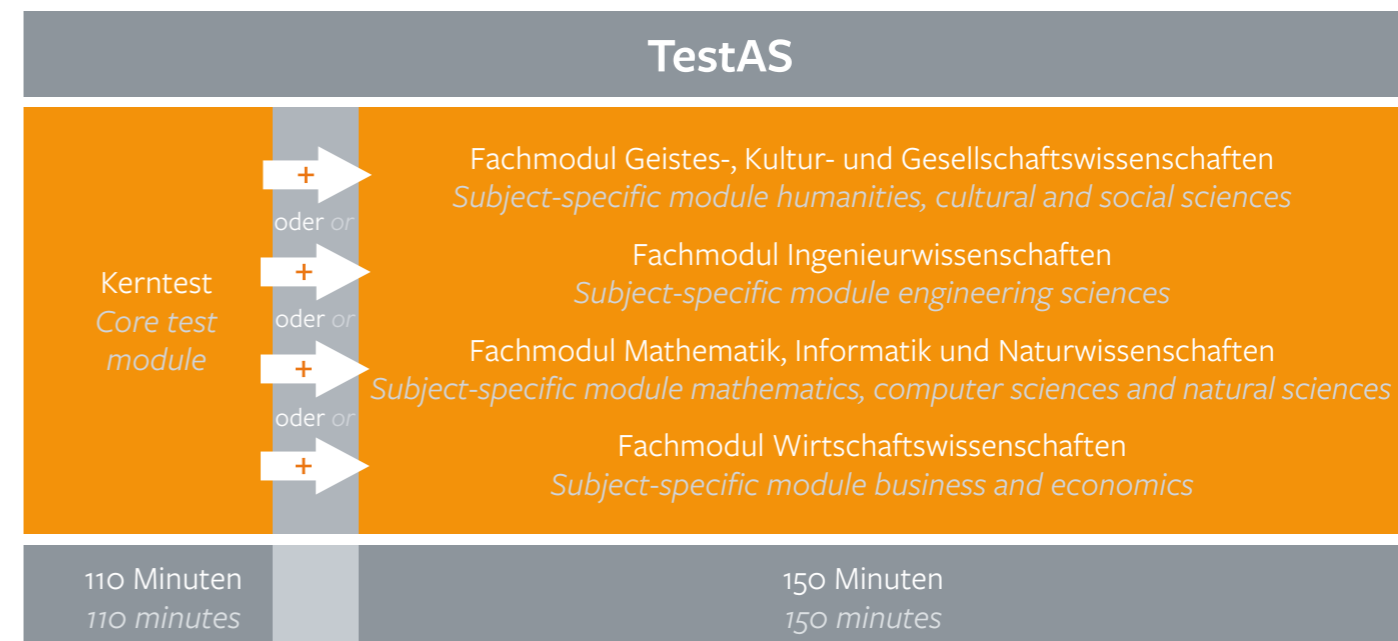 TestAS
Kerntest
Core test
module
+
oder or
+
oder or
+
oder or
+
Fachmodul Geistes-, Kultur- und Gesellschaftswissenschaften
Subject-specific module humanities, cultural and social sciences
Fachmodul Ingenieurwissenschaften
Subject-specific module engineering sciences
Fachmodul Mathematik, Informatik und Naturwissenschaften
Subject-specific module mathematics, computer sciences and natural sciences
Fachmodul Wirtschaftswissenschaften
Subject-specific module business and economics
110 Minuten
110 minutes
150 Minuten
150 minutes